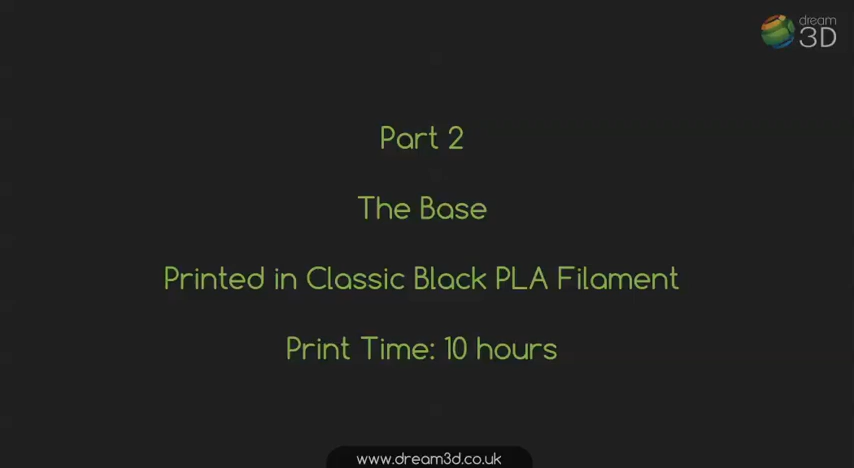 dream
3D
Part 2
The Base
Printed in Classic Black PLA Filament
Print Time: 10 hours
www.dream3d.co.uk